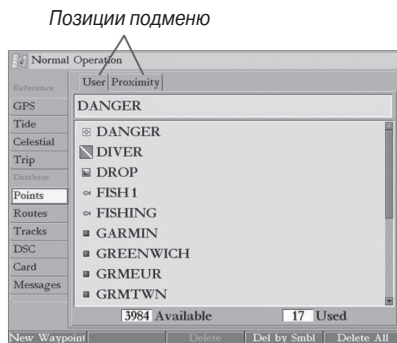 Позиции подменю
Normal Operation
Reference
User Proximity
GPS
DANGER
Tide
DANGER
Celestial
DIVER
Trip
DROP
Database
Points
FISH 1
Routes
FISHING
Tracks
GARMIN
DSC
GREENWICH
Card
GRMEUR
Messages
GRMTWN
3984 Available 17 Used
New Waypoint Delete Del by Smbl Delete All